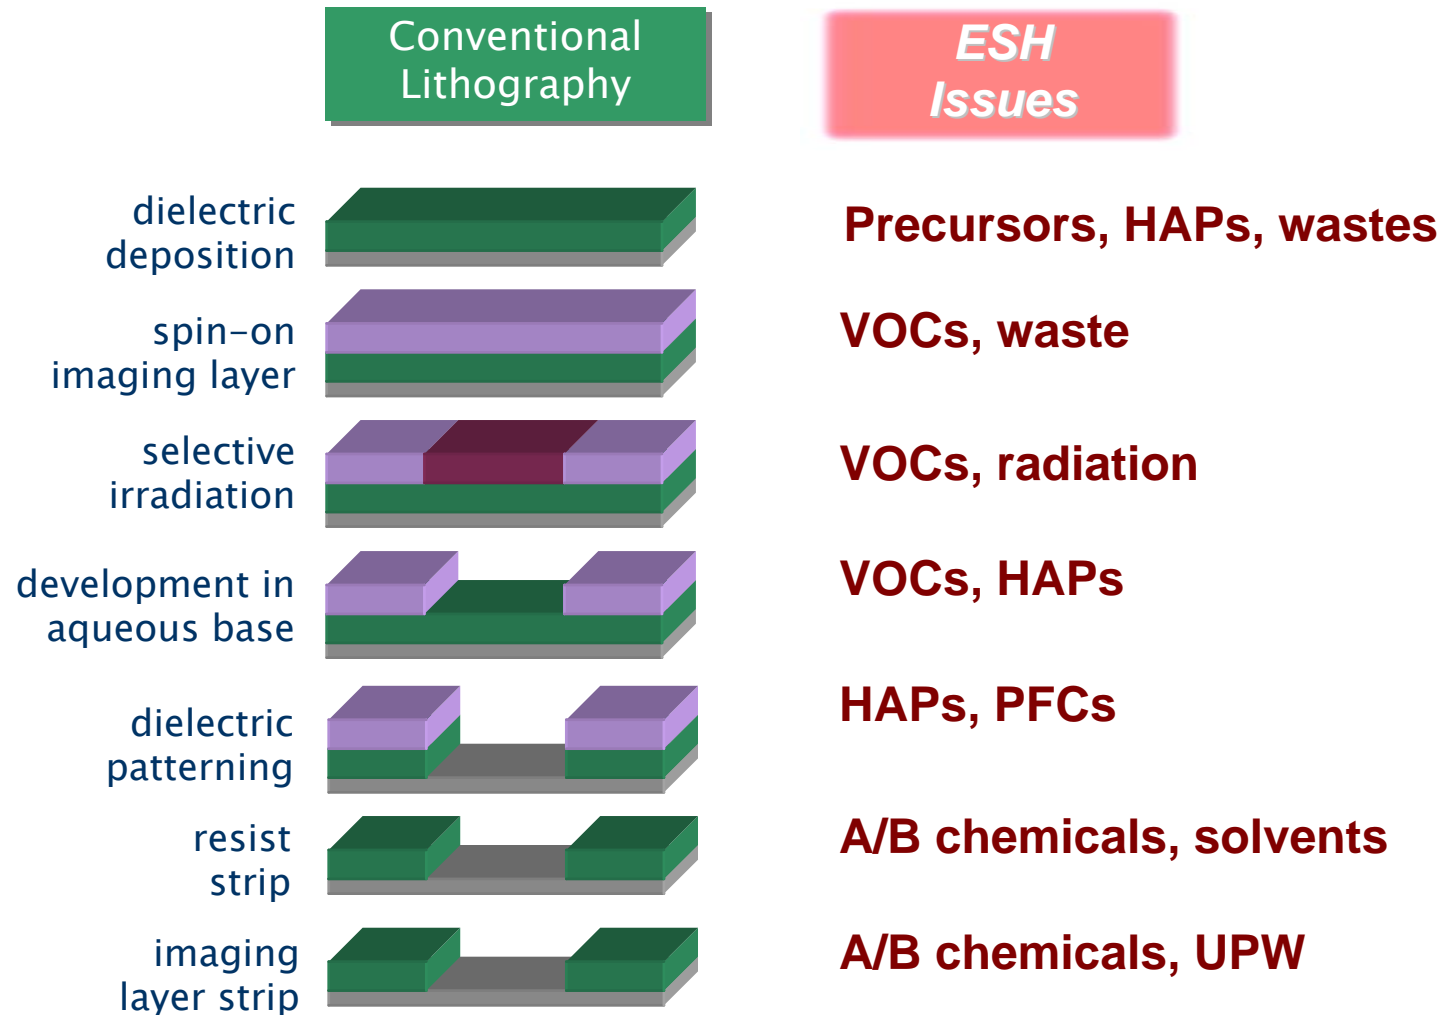 Conventional
Lithography
ESH
Issues
dielectric
deposition
Precursors, HAPs, wastes
spin-on
imaging layer
VOCs, waste
selective
irradiation
VOCs, radiation
development in
aqueous base
VOCs, HAPs
dielectric
patterning
HAPs, PFCs
resist
strip
A/B chemicals, solvents
imaging
layer strip
A/B chemicals, UPW